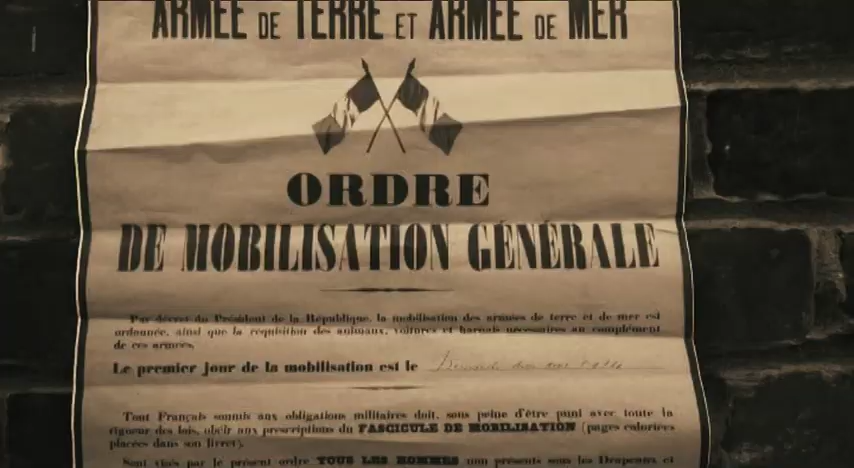 ARMÉE DE TERRE ET ARMÉE DE MER
ORDRE
DE MOBILISATION GÉNÉRALE
Par décret du Président de la République, la mobilisation des armées de terre et de mer est
ordonnée, ainsi que la réquisition des animaux, voitures et harnais nécessaires au complément
de ces armées.
Le premier jour de la mobilisation est le
Tout Français soumis aux obligations militaires doit, sous peine d'être puni avec toute la
rigueur des lois, obéir aux prescriptions du FASCICULE DE MOBILISATION (pages coloriées
placées dans son livret).
Sont visés par le présent ordre TOUS LES HOMMES non présents sous les Drapeaux et